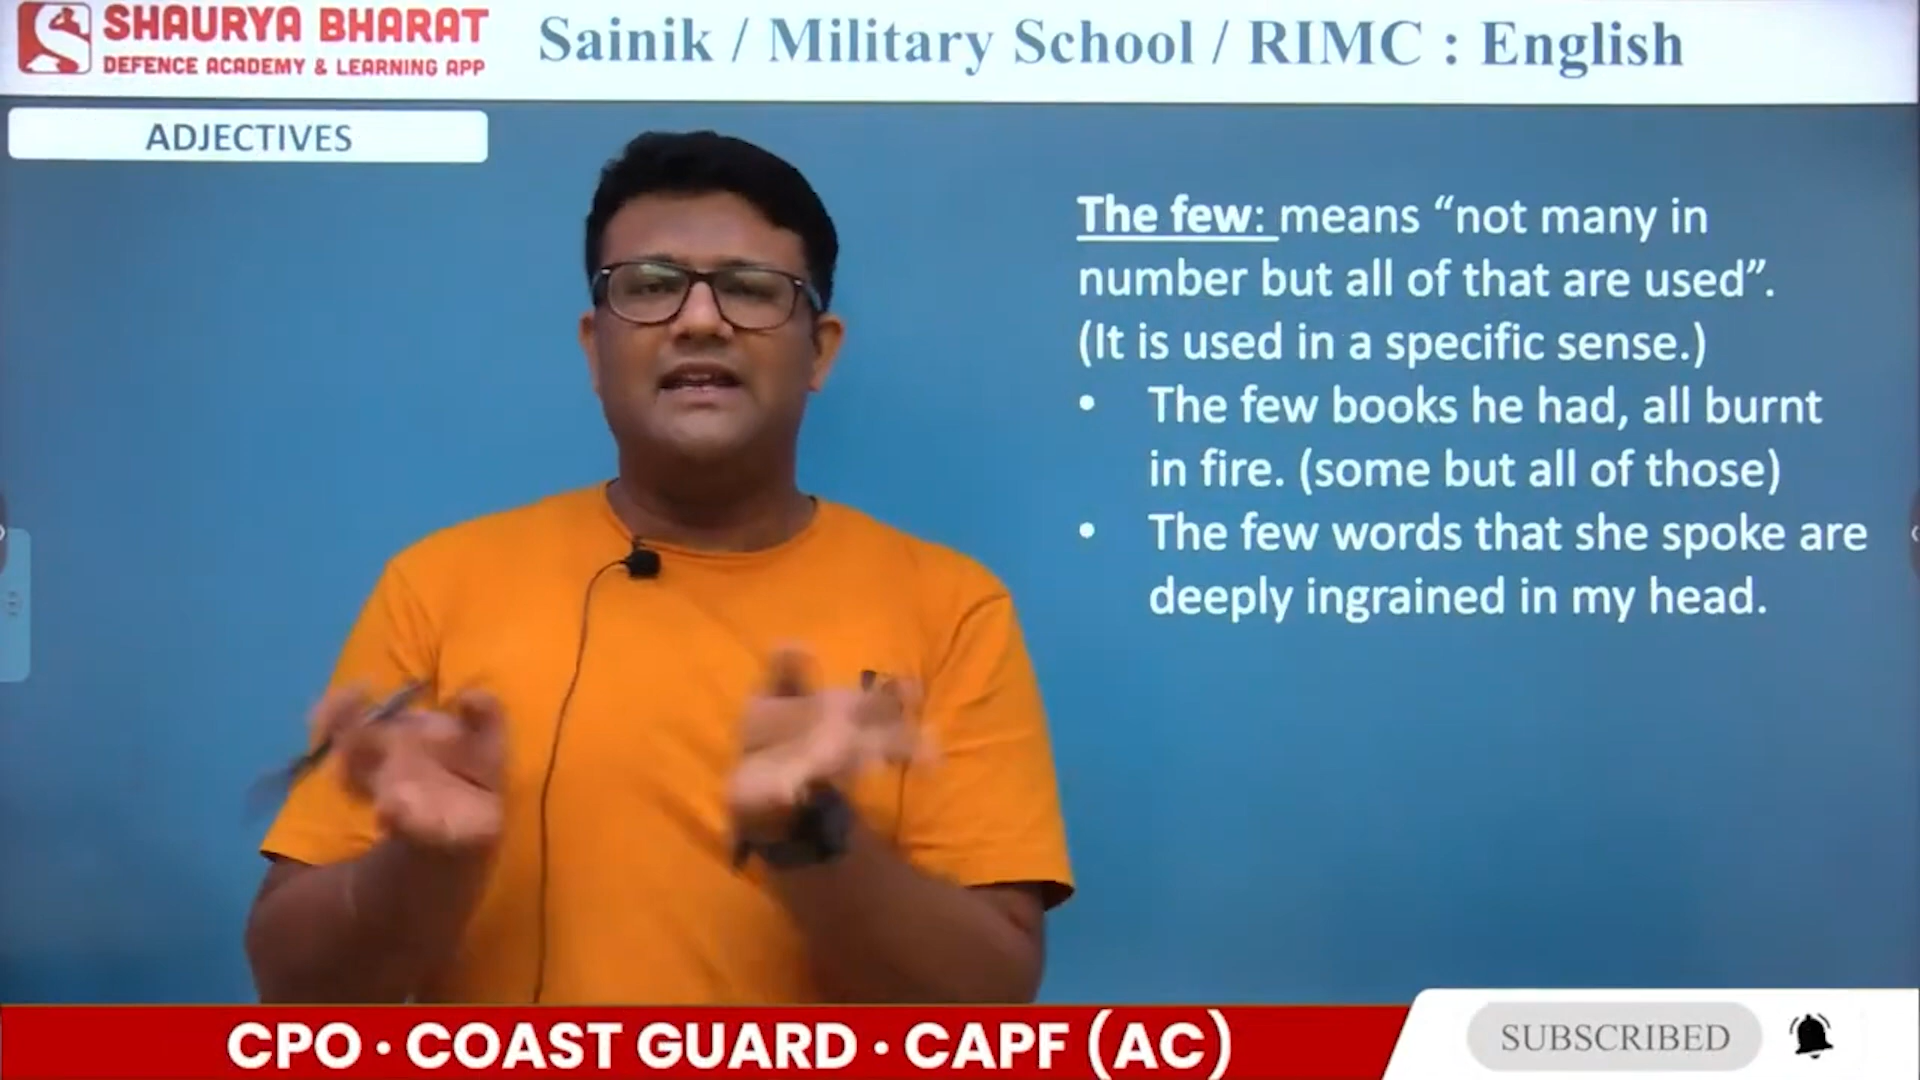 SHAURYA BHARAT
DEFENCE ACADEMY & LEARNING APP
Sainik / Military School / RIMC : English
ADJECTIVES
The few: means “not many in
number but all of that are used”.
(It is used in a specific sense.)
• The few books he had, all burnt
in fire. (some but all of those)
• The few words that she spoke are
deeply ingrained in my head.
CPO • COAST GUARD • CAPF (AC)
SUBSCRIBED